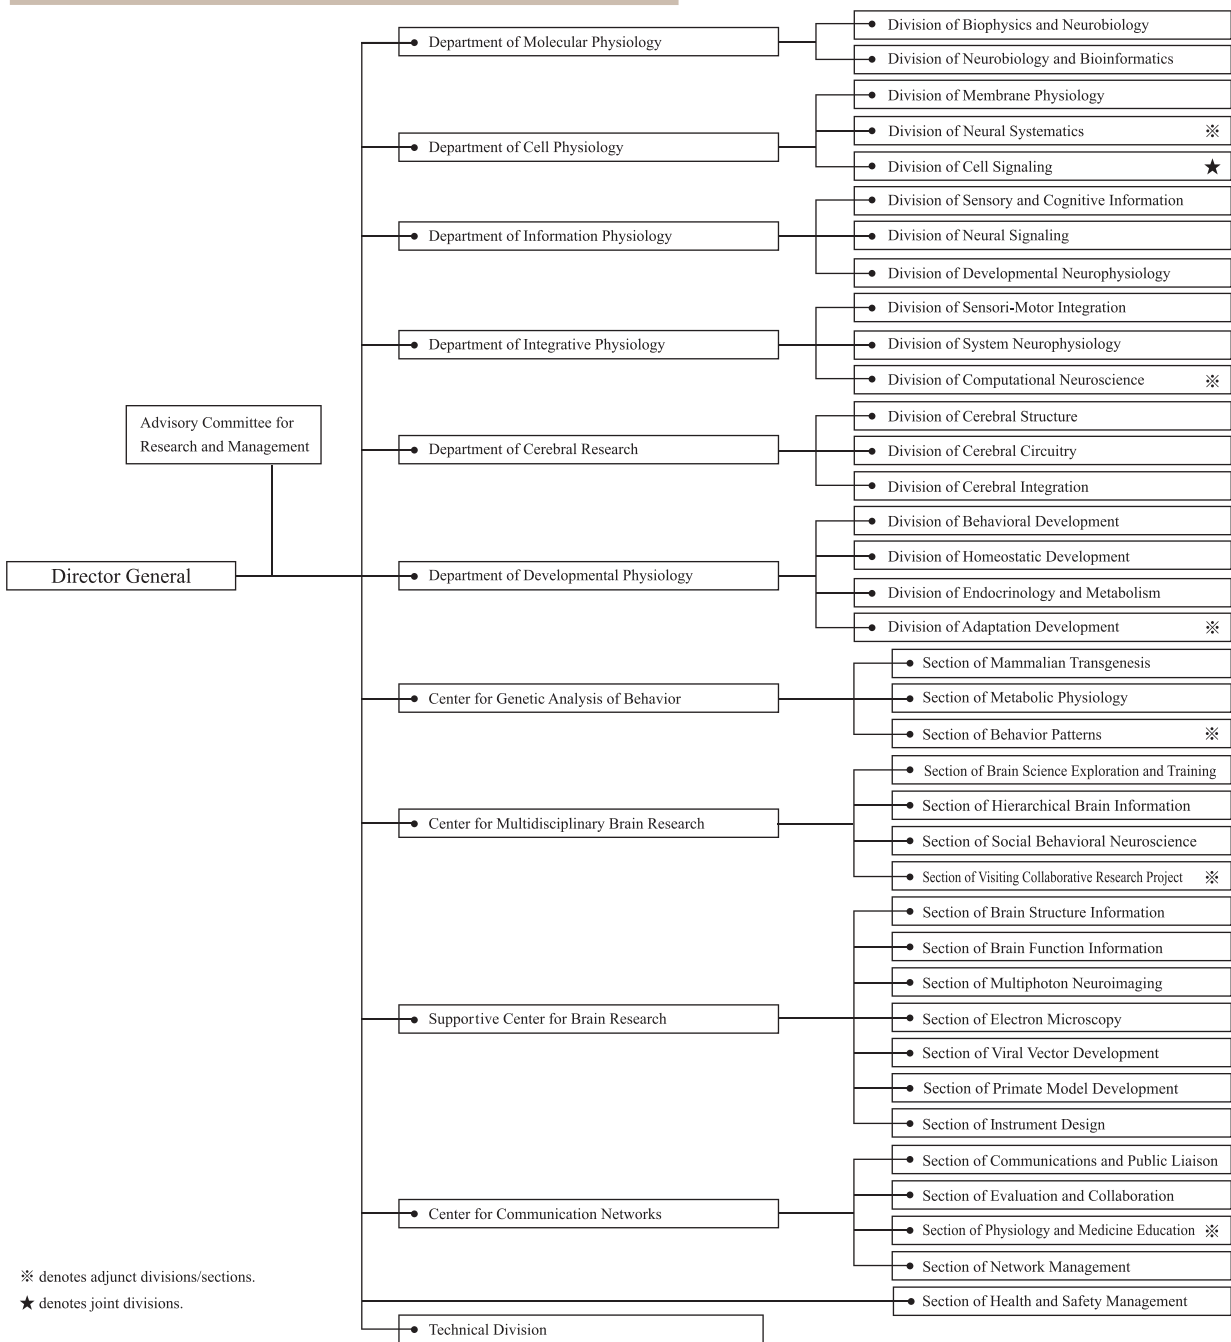 Department of Molecular Physiology
Division of Biophysics and Neurobiology
Division of Neurobiology and Bioinformatics
Department of Cell Physiology
Division of Membrane Physiology
Division of Neural Systematics ※
Division of Cell Signaling ★
Department of Information Physiology
Division of Sensory and Cognitive Information
Division of Neural Signaling
Division of Developmental Neurophysiology
Department of Integrative Physiology
Division of Sensori-Motor Integration
Division of System Neurophysiology
Division of Computational Neuroscience ※
Advisory Committee for
Research and Management
Department of Cerebral Research
Division of Cerebral Structure
Division of Cerebral Circuitry
Division of Cerebral Integration
Director General
Department of Developmental Physiology
Division of Behavioral Development
Division of Homeostatic Development
Division of Endocrinology and Metabolism
Division of Adaptation Development ※
Center for Genetic Analysis of Behavior
Section of Mammalian Transgenesis
Section of Metabolic Physiology
Section of Behavior Patterns ※
Center for Multidisciplinary Brain Research
Section of Brain Science Exploration and Training
Section of Hierarchical Brain Information
Section of Social Behavioral Neuroscience
Section of Visiting Collaborative Research Project ※
Supportive Center for Brain Research
Section of Brain Structure Information
Section of Brain Function Information
Section of Multiphoton Neuroimaging
Section of Electron Microscopy
Section of Viral Vector Development
Section of Primate Model Development
Section of Instrument Design
Center for Communication Networks
Section of Communications and Public Liaison
Section of Evaluation and Collaboration
Section of Physiology and Medicine Education ※
Section of Network Management
Section of Health and Safety Management
Technical Division
※ denotes adjunct divisions/sections.
★ denotes joint divisions.